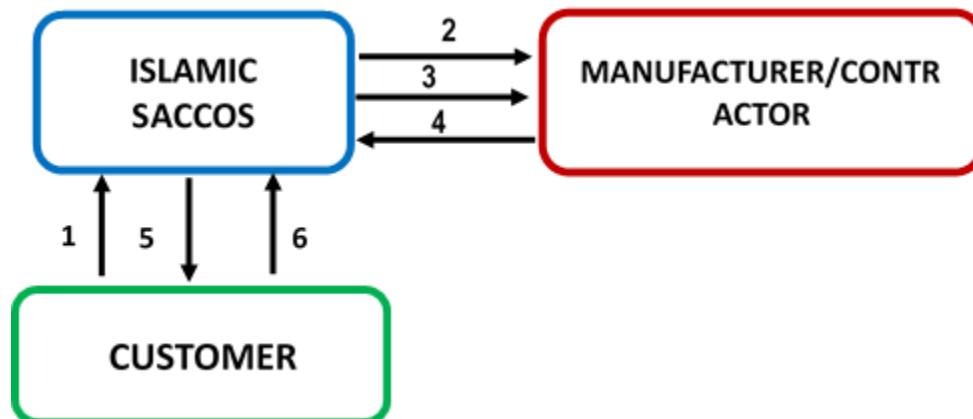 ISLAMIC
SACCOS
2
3
4
MANUFACTURER/CONTR
ACTOR
1
5
6
CUSTOMER